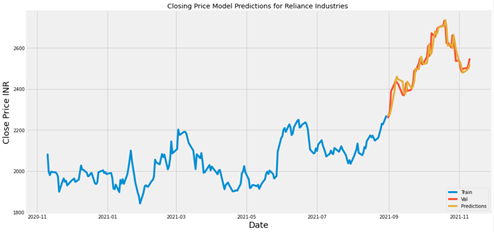 Closing Price Model Predictions for Reliance Industries
Close Price INR
2600
2400
2200
2000
1800
2020-11
2021-01
2021-03
2021-05
2021-07
2021-09
2021-11
Date
Train
Val
Predictions